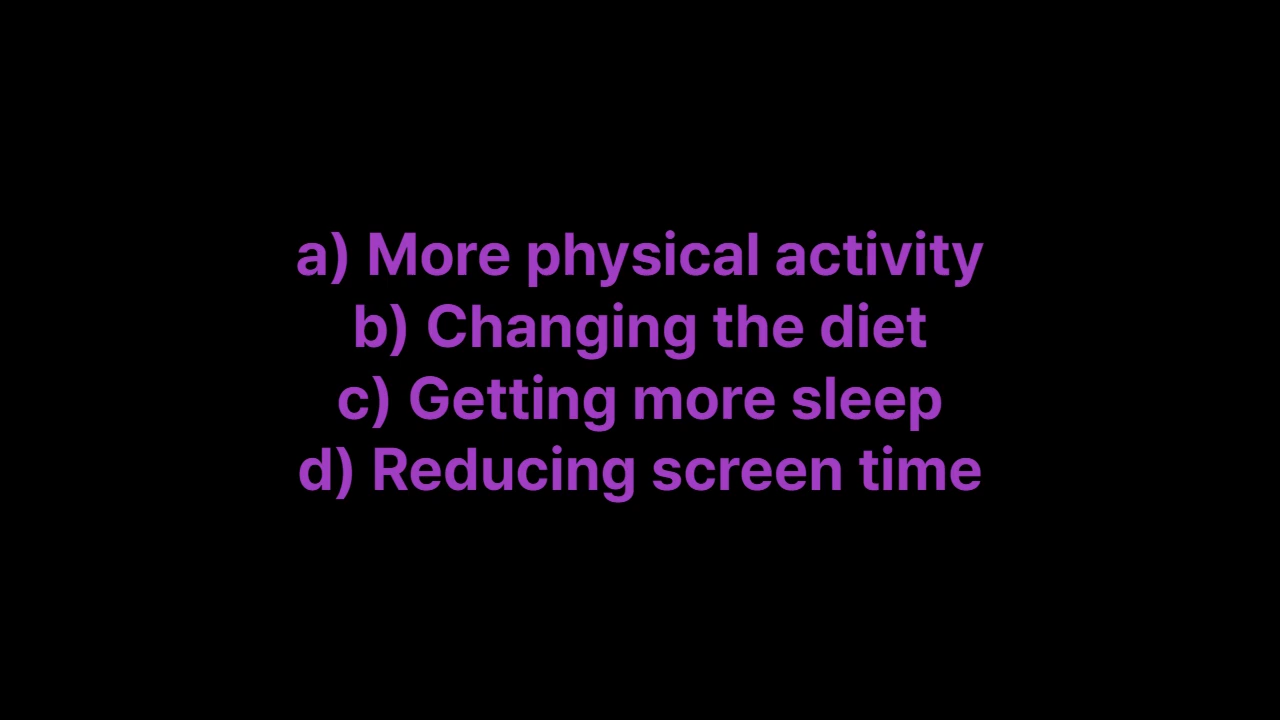 a) More physical activity
b) Changing the diet
c) Getting more sleep
d) Reducing screen time